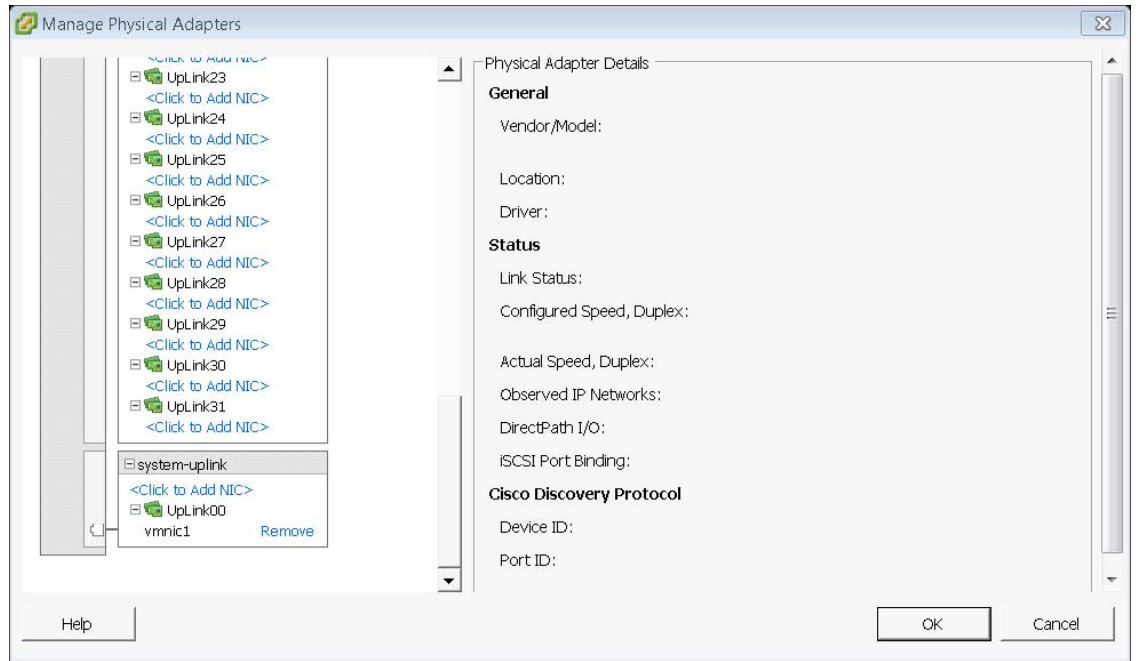 Manage Physical Adapters
<Click to Add NIC>
UpLink23
<Click to Add NIC>
UpLink24
<Click to Add NIC>
UpLink25
<Click to Add NIC>
UpLink26
<Click to Add NIC>
UpLink27
<Click to Add NIC>
UpLink28
<Click to Add NIC>
UpLink29
<Click to Add NIC>
UpLink30
<Click to Add NIC>
UpLink31
<Click to Add NIC>
system-uplink
<Click to Add NIC>
UpLink00
vmnic1 Remove
Physical Adapter Details
General
Vendor/Model:
Location:
Driver:
Status
Link Status:
Configured Speed, Duplex:
Actual Speed, Duplex:
Observed IP Networks:
DirectPath I/O:
iSCSI Port Binding:
Cisco Discovery Protocol
Device ID:
Port ID:
Help
OK
Cancel